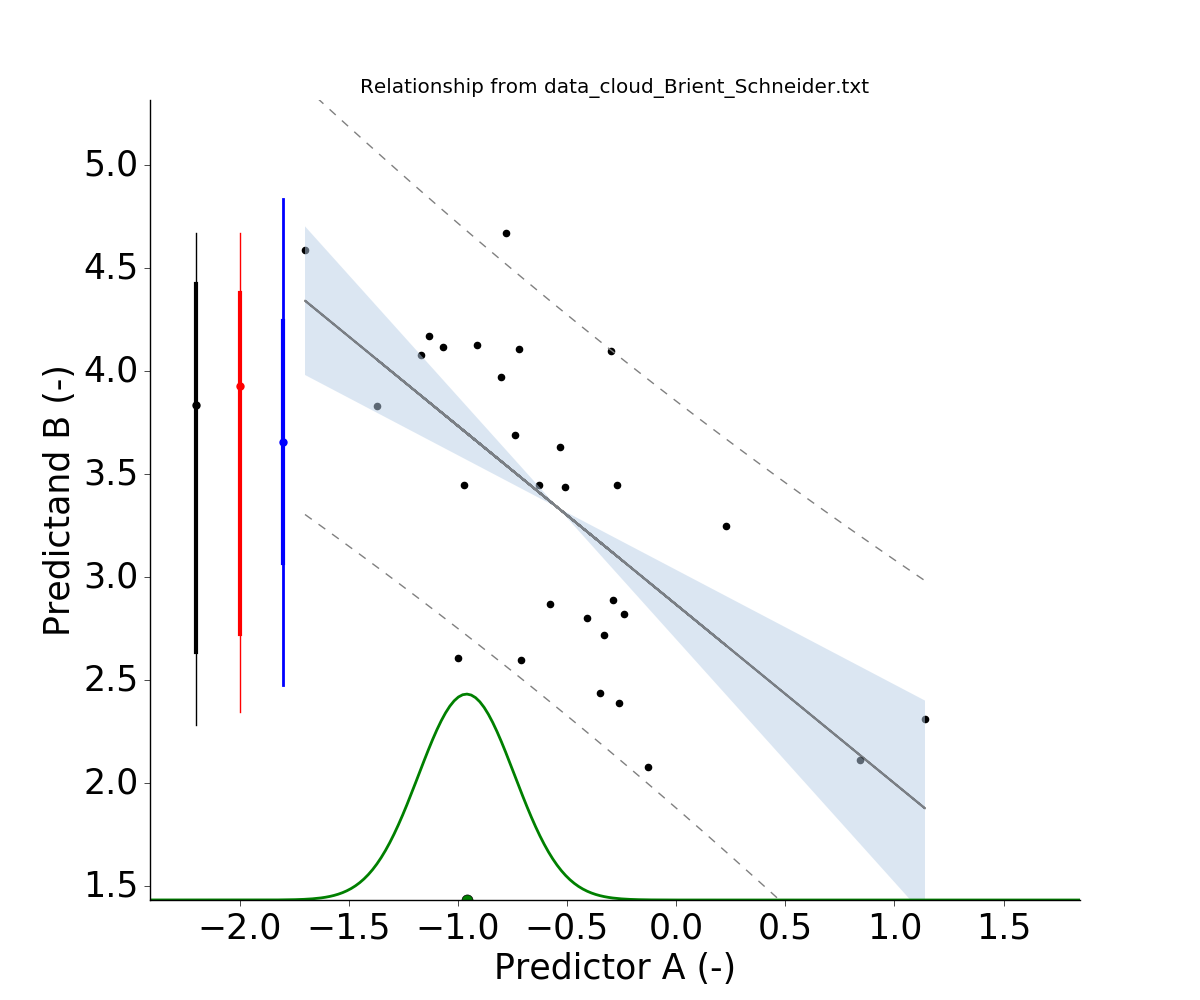 Relationship from data_cloud_Brient_Schneider.txt
5.0
4.5
4.0
3.5
3.0
2.5
2.0
1.5
Predictand B (-)
−2.0 −1.5 −1.0 −0.5 0.0 0.5 1.0 1.5
Predictor A (-)